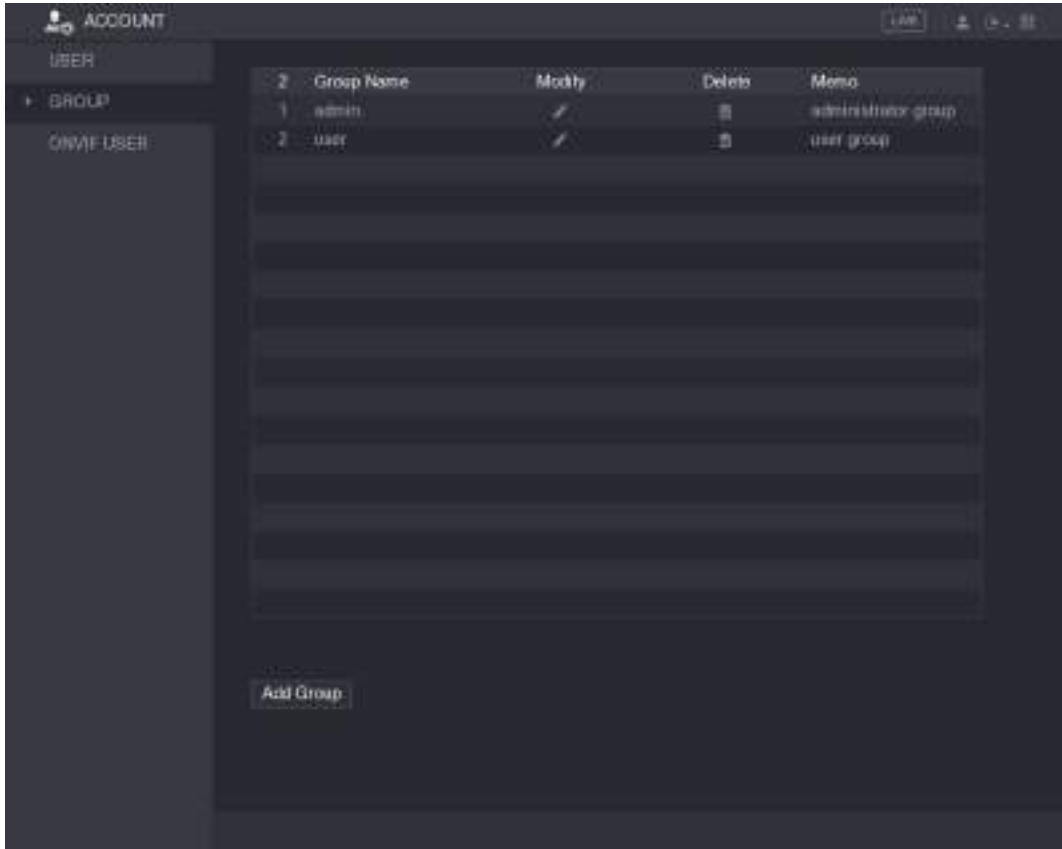 ACCOUNT
LIVE
USER
GROUP
ONVIF USER
2 Group Name Modify Delete Memo
1 admin administrator group
2 user user group
Add Group